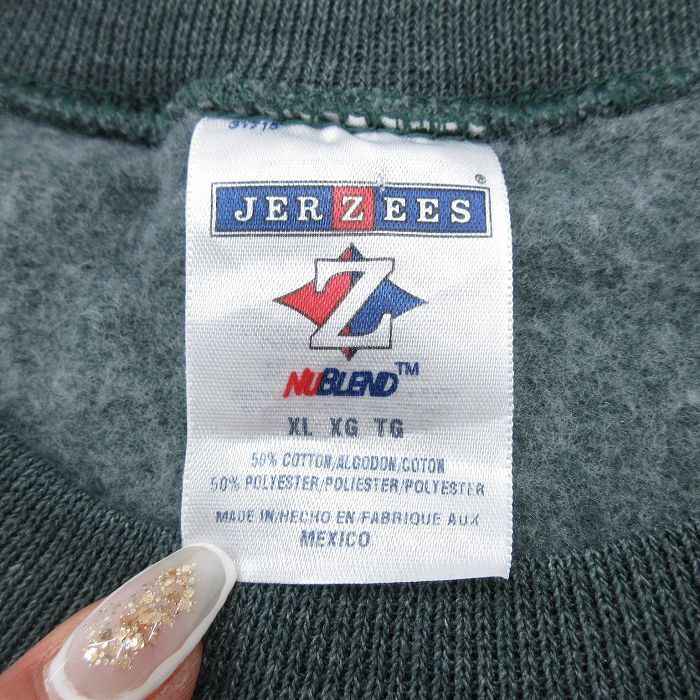 JERZEES®
Z
NUBLEND™
XL XG TG
50% COTTON/ALGODON/COTON
50% POLYESTER/POLIESTER/POLYESTER
MADE IN/HECHO EN/FABRIQUE AUX
MEXICO